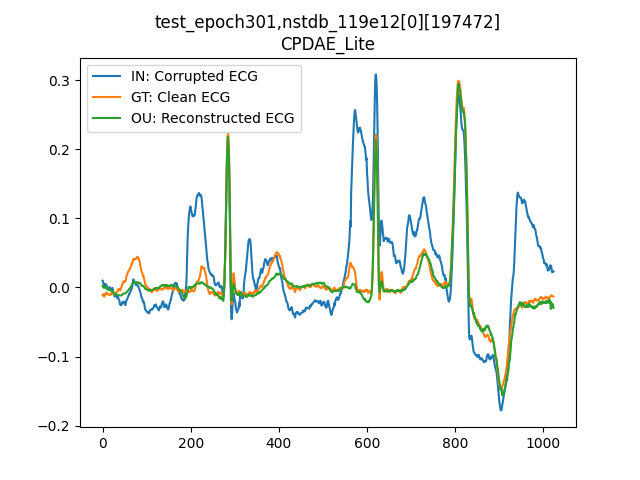 test_epoch301,nstdb_119e12[0][197472]
CPDAE_Lite
IN: Corrupted ECG
GT: Clean ECG
OU: Reconstructed ECG
0.3
0.2
0.1
0.0
−0.1
−0.2
0 200 400 600 800 1000